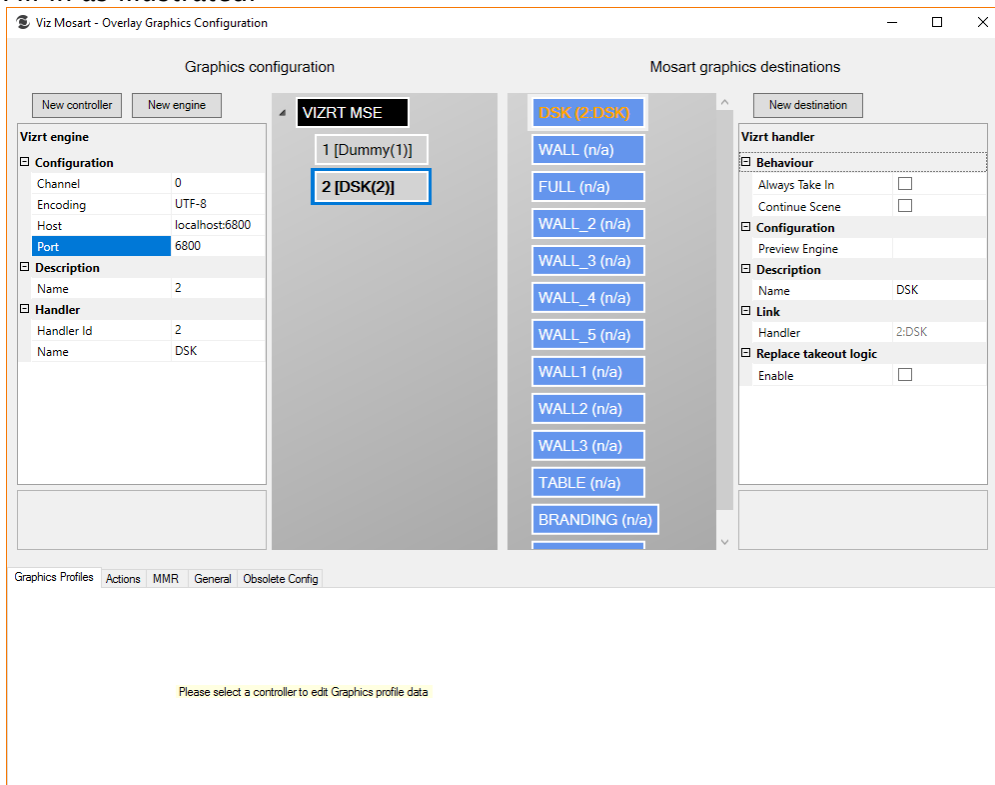 Viz Mosart - Overlay Graphics Configuration
Graphics configuration
Mosart graphics destinations
New controller
New engine
Vizrt engine
Configuration
Channel 0
Encoding UTF-8
Host localhost:6800
Port 6800
Description
Name 2
Handler
Handler Id 2
Name DSK
VIZRT MSE
1 [Dummy(1)]
2 [DSK(2)]
DSK (2:DSK)
WALL (n/a)
FULL (n/a)
WALL_2 (n/a)
WALL_3 (n/a)
WALL_4 (n/a)
WALL_5 (n/a)
WALL1 (n/a)
WALL2 (n/a)
WALL3 (n/a)
TABLE (n/a)
BRANDING (n/a)
New destination
Vizrt handler
Behaviour
Always Take In
Continue Scene
Configuration
Preview Engine
Description
Name DSK
Link
Handler 2:DSK
Replace takeout logic
Enable
Graphics Profiles Actions MMR General Obsolete Config
Please select a controller to edit Graphics profile data